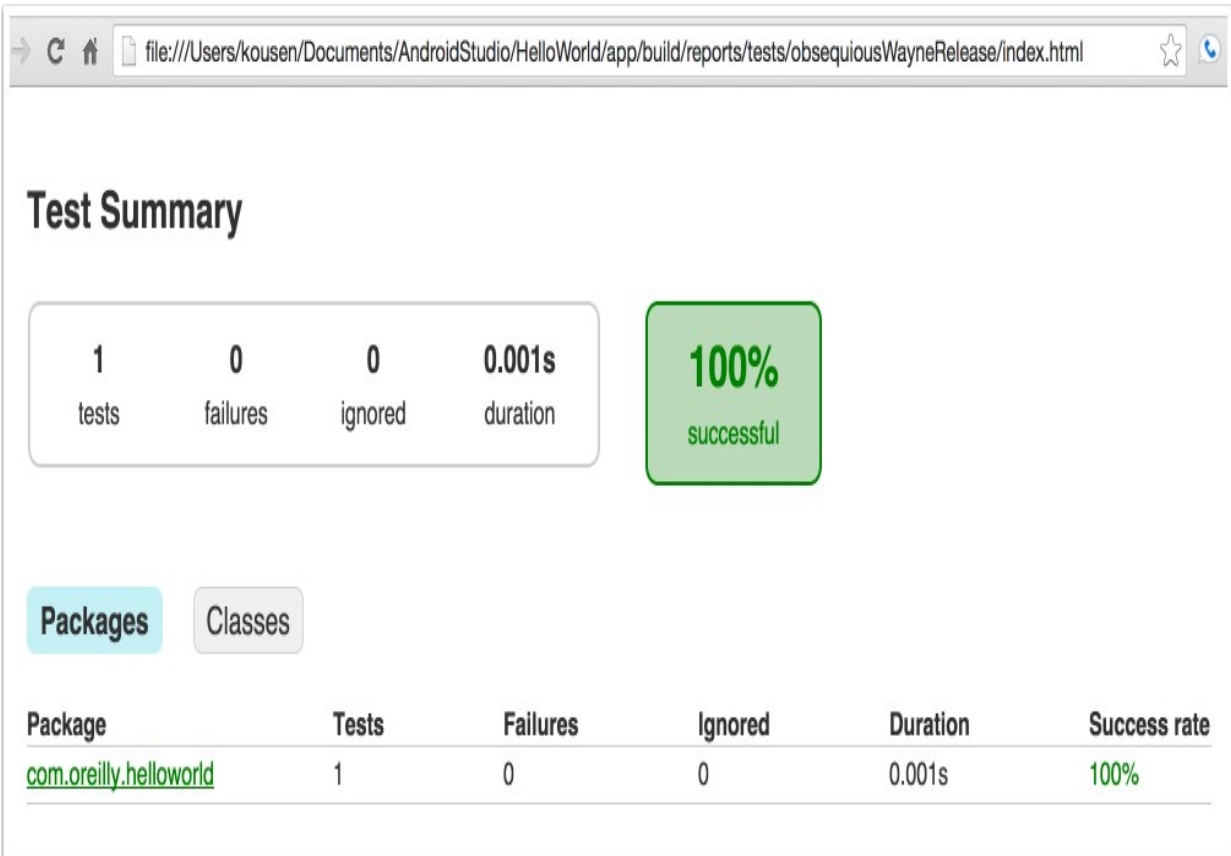 file:///Users/kousen/Documents/AndroidStudio/HelloWorld/app/build/reports/tests/obsequiousWayneRelease/index.html
Test Summary
1 0 0 0.001s 100%
tests failures ignored duration successful
Packages Classes
Package Tests Failures Ignored Duration Success rate
com.oreilly.helloworld 1 0 0 0.001s 100%